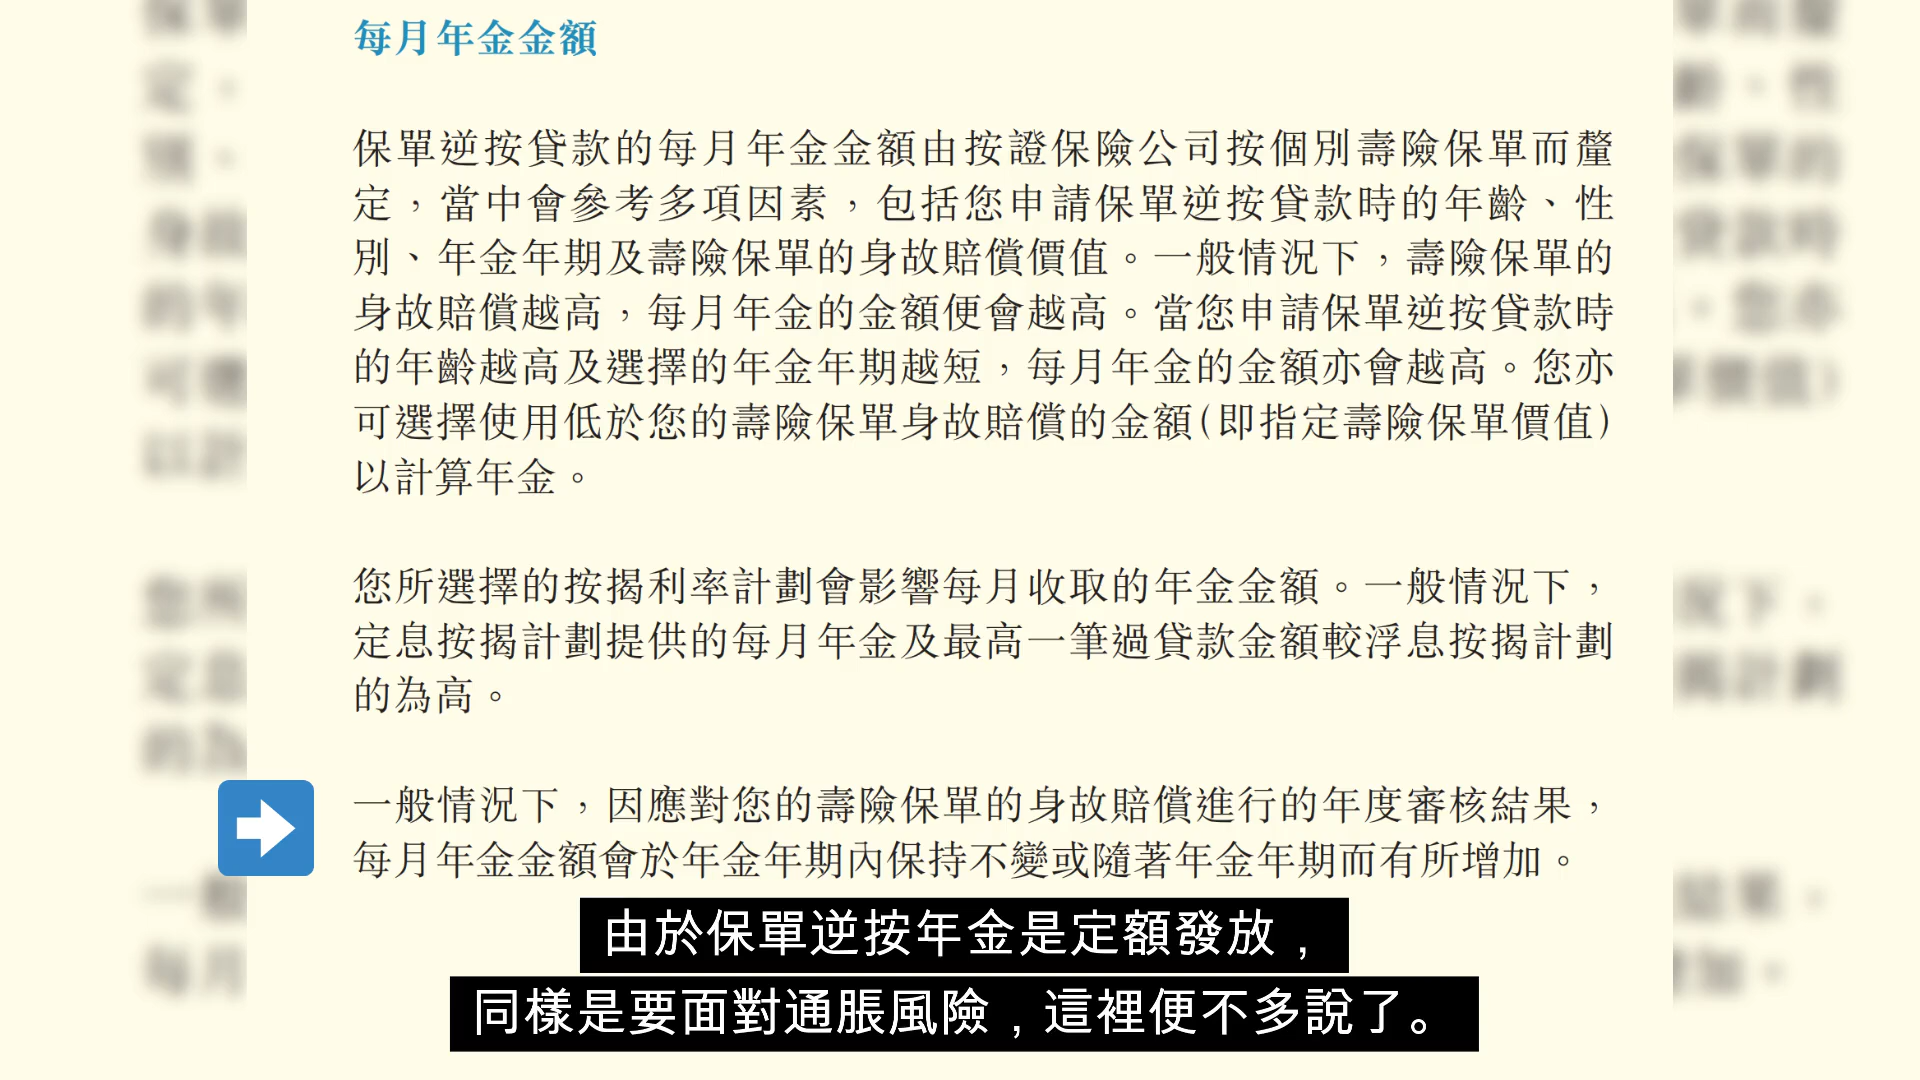 每月年金金額
保單逆按貸款的每月年金金額由按證保險公司按個別壽險保單而釐
定，當中會參考多項因素，包括您申請保單逆按貸款時的年齡、性
別、年金年期及壽險保單的身故賠償價值。一般情況下，壽險保單的
身故賠償越高，每月年金的金額便會越高。當您申請保單逆按貸款時
的年齡越高及選擇的年金年期越短，每月年金的金額亦會越高。您亦
可選擇使用低於您的壽險保單身故賠償的金額(即指定壽險保單價值)
以計算年金。
您所選擇的按揭利率計劃會影響每月收取的年金金額。一般情況下，
定息按揭計劃提供的每月年金及最高一筆過貸款金額較浮息按揭計劃
的為高。
一般情況下，因應對您的壽險保單的身故賠償進行的年度審核結果，
每月年金金額會於年金年期內保持不變或隨著年金年期而有所增加。
由於保單逆按年金是定額發放，
同樣是要面對通脹風險，這裡便不多說了。